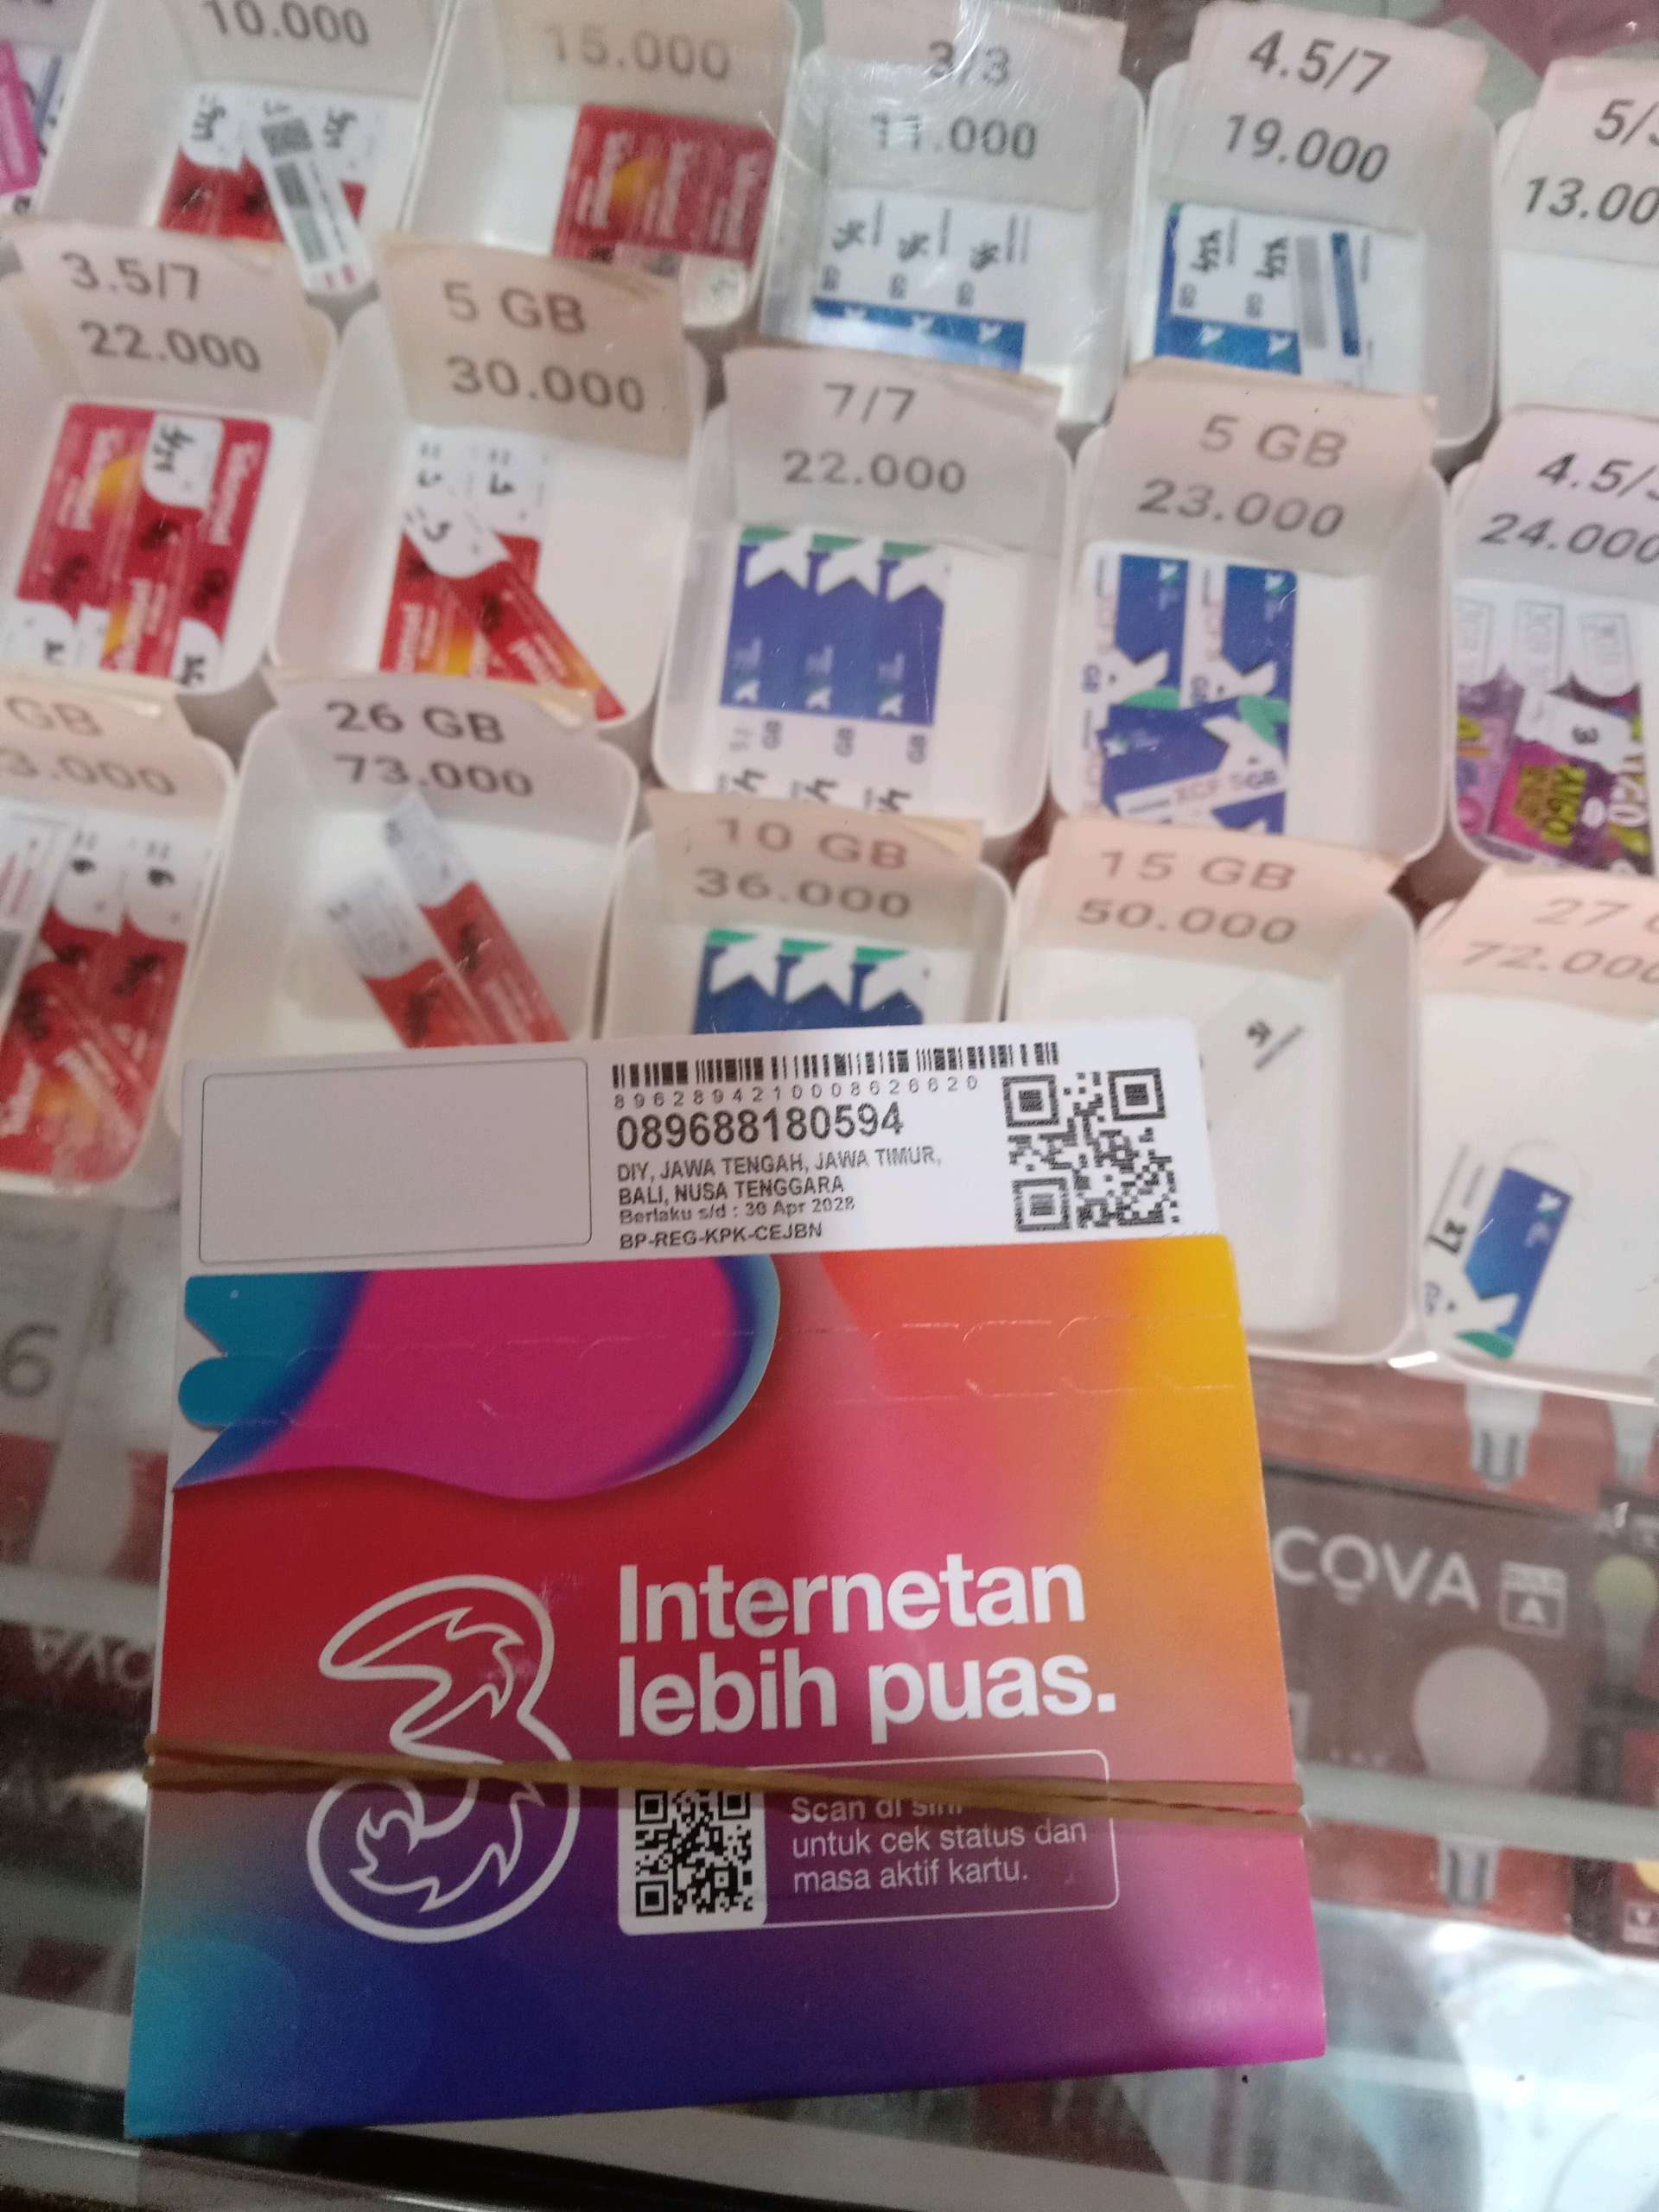 10.000
15.000
3/3
11.000
4.5/7
19.000
13.00
3.5/7
22.000
5 GB
30.000
7/7
22.000
5 GB
23.000
4.5/
24.000
GB
3.000
26 GB
73.000
10 GB
36.000
15 GB
50.000
27
72.000
8962894210008626620
089688180594
DIY, JAWA TENGAH, JAWA TIMUR,
BALI, NUSA TENGGARA
Berlaku s/d : 30 Apr 2028
BP-REG-KPK-CEJBN
Internetan
lebih puas.
Scan di sini
untuk cek status dan
masa aktif kartu.
COVA
6